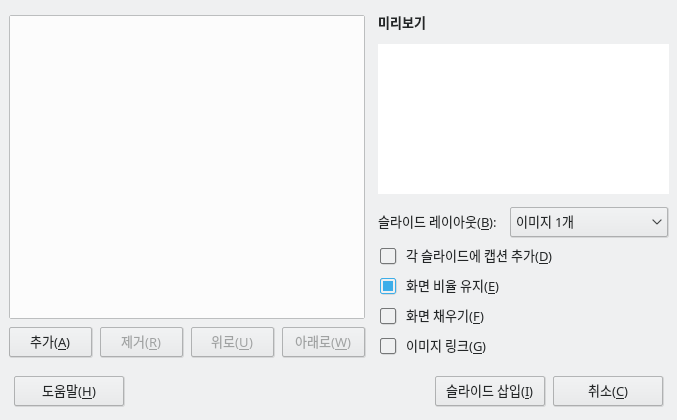 미리보기
슬라이드 레이아웃(B): 이미지 1개
각 슬라이드에 캡션 추가(D)
화면 비율 유지(E)
화면 채우기(F)
이미지 링크(G)
추가(A) 제거(R) 위로(U) 아래로(W)
도움말(H) 슬라이드 삽입(I) 취소(C)